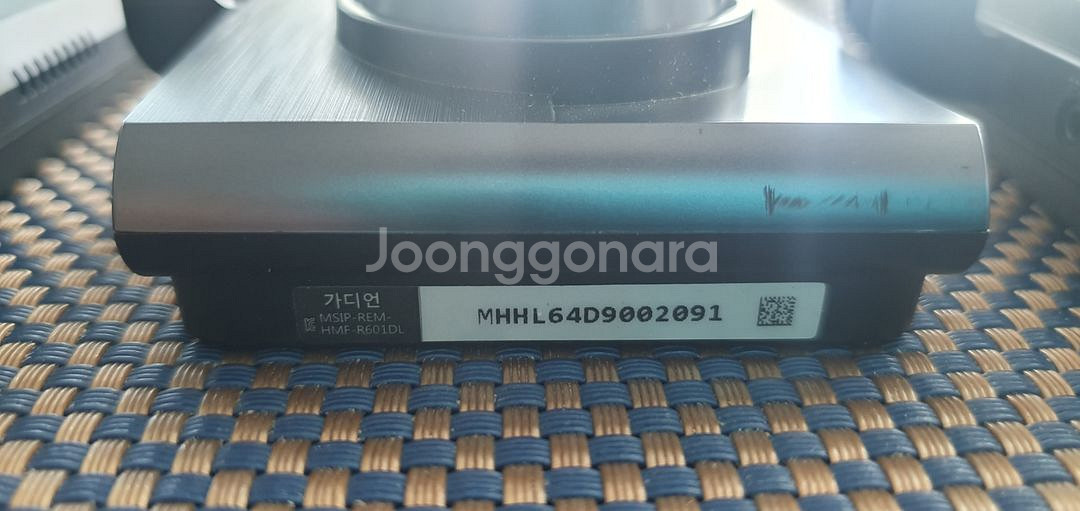 Joonggonara
가디언
MSIP-REM-
HMF-R601DL
MHHL64D9002091